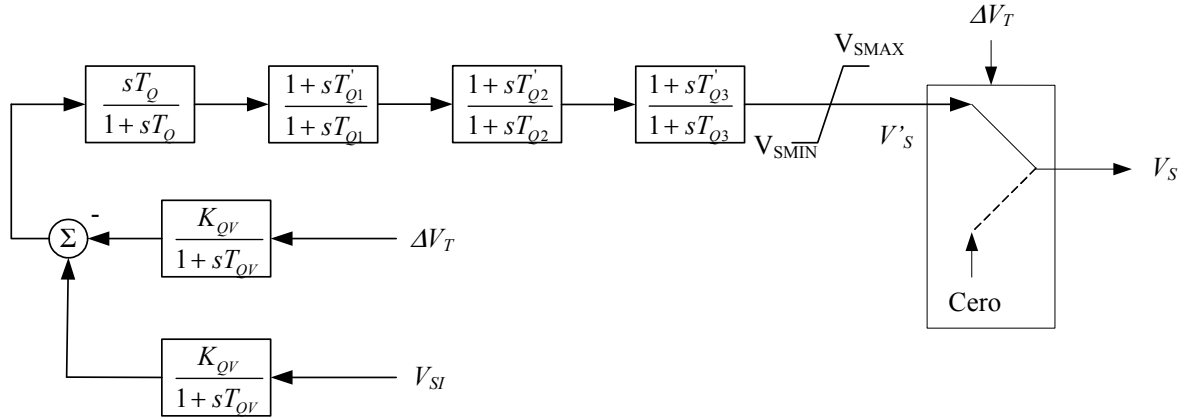 ΔV_T
V_SMAX
sT_Q / 1 + sT_Q
1 + sT'_Q1 / 1 + sT_Q1
1 + sT'_Q2 / 1 + sT_Q2
1 + sT'_Q3 / 1 + sT_Q3
V_SMIN
V'_S
V_S
-
Σ
K_QV / 1 + sT_QV
ΔV_T
Cero
K_QV / 1 + sT_QV
V_SI